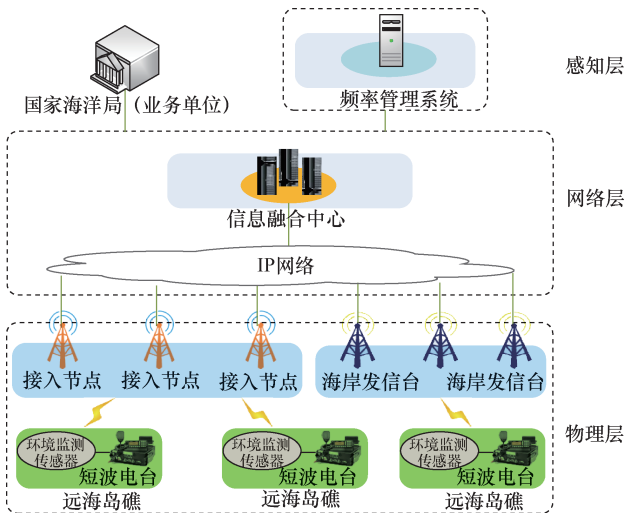 感知层
国家海洋局（业务单位）
频率管理系统
网络层
信息融合中心
IP网络
接入节点
接入节点
接入节点
海岸发信台
海岸发信台
物理层
环境监测
传感器
短波电台
远海岛礁
环境监测
传感器
短波电台
远海岛礁
环境监测
传感器
短波电台
远海岛礁